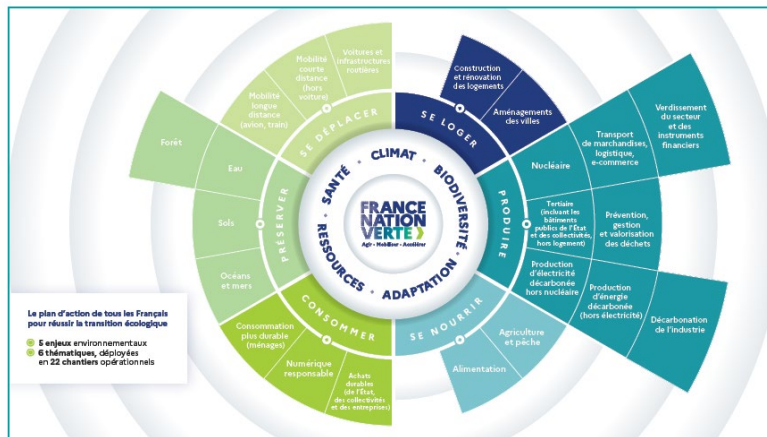 Voitures et
infrastructures
routières
Mobilité
courte
distance
(hors
voiture)
Mobilité
longue
distance
(avion, train)
SE DÉPLACER
Construction
et rénovation
des logements
Aménagements
des villes
SE LOGER
Nucléaire
Transport
de marchandises,
logistique,
e-commerce
Verdissement
du secteur
et des
instruments
financiers
Tertiaire
(incluant les
bâtiments
publics de l'État
et des collectivités,
hors logement)
Prévention,
gestion
et valorisation
des déchets
Production
d'électricité
décarbonée
hors nucléaire
Production
d'énergie
décarbonée
(hors électricité)
Décarbonation
de l'industrie
PRODUIRE
Agriculture
et pêche
Alimentation
SE NOURRIR
Forêt
Eau
Sols
Océans
et mers
PRÉSERVER
Consommation
plus durable
(ménages)
Numérique
responsable
Achats
durables
(de l'État,
des collectivités
et des entreprises)
CONSOMMER
SANTÉ • CLIMAT • BIODIVERSITÉ • ADAPTATION • RESSOURCES •
FRANCE
NATION
VERTE
Agir • Mobiliser • Accélérer
Le plan d'action de tous les Français
pour réussir la transition écologique
5 enjeux environnementaux
6 thématiques, déployées
en 22 chantiers opérationnels